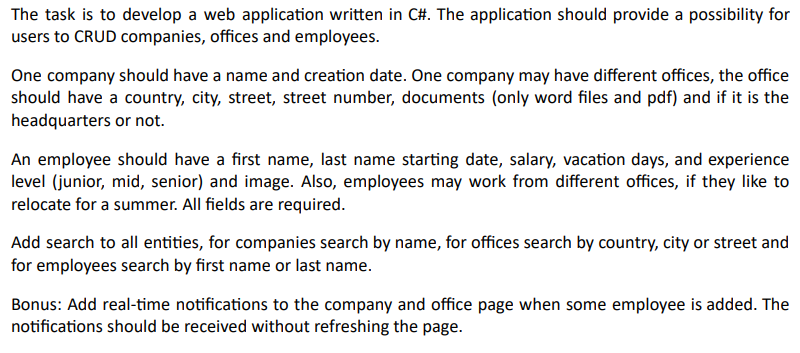 The task is to develop a web application written in C#. The application should provide a possibility for
users to CRUD companies, offices and employees.
One company should have a name and creation date. One company may have different offices, the office
should have a country, city, street, street number, documents (only word files and pdf) and if it is the
headquarters or not.
An employee should have a first name, last name starting date, salary, vacation days, and experience
level (junior, mid, senior) and image. Also, employees may work from different offices, if they like to
relocate for a summer. All fields are required.
Add search to all entities, for companies search by name, for offices search by country, city or street and
for employees search by first name or last name.
Bonus: Add real-time notifications to the company and office page when some employee is added. The
notifications should be received without refreshing the page.